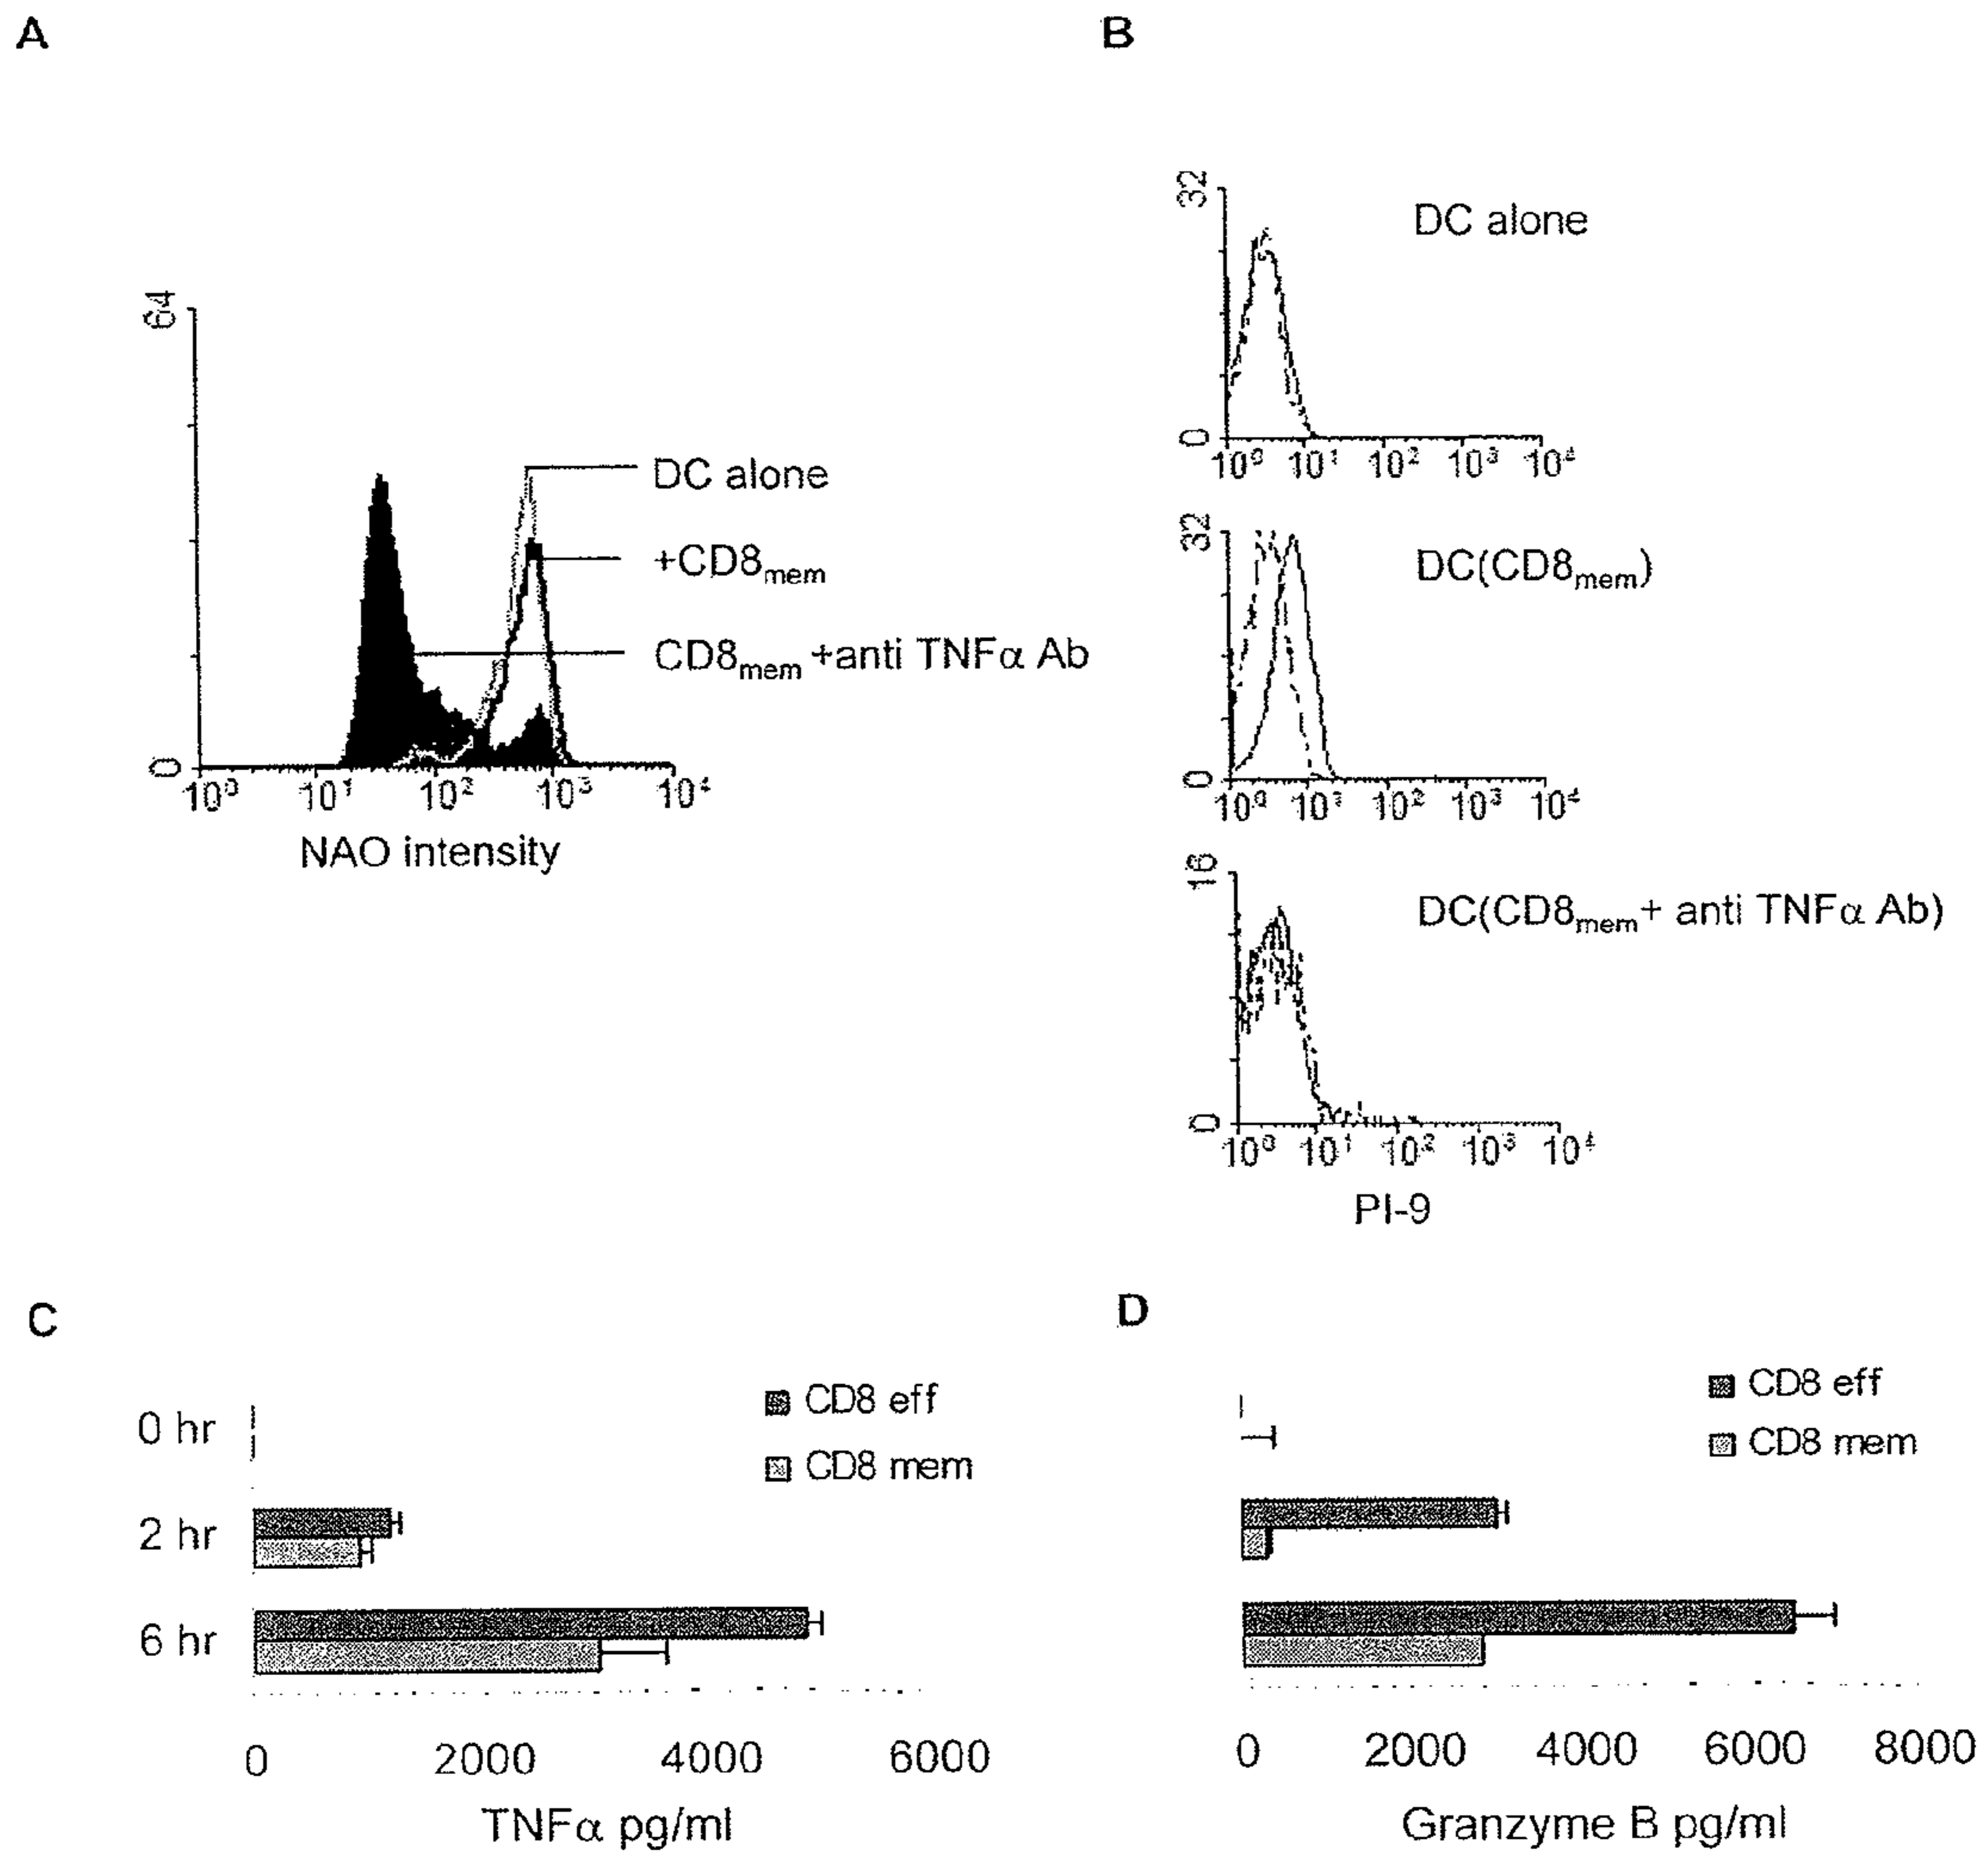 A
B
64
0
10⁰ 10¹ 10² 10³ 10⁴
NAO intensity
DC alone
+CD8mem
CD8mem +anti TNFα Ab
32
DC alone
0
10⁰ 10¹ 10² 10³ 10⁴
32
DC(CD8mem)
0
10⁰ 10¹ 10² 10³ 10⁴
16
DC(CD8mem+ anti TNFα Ab)
0
10⁰ 10¹ 10² 10³ 10⁴
PI-9
C
CD8 eff
CD8 mem
0 hr
2 hr
6 hr
0 2000 4000 6000
TNFα pg/ml
D
CD8 eff
CD8 mem
0 2000 4000 6000 8000
Granzyme B pg/ml